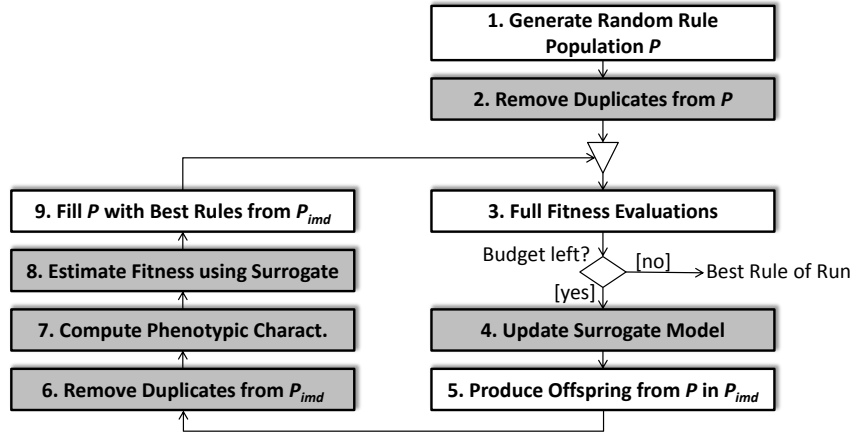 1. Generate Random Rule
Population P
2. Remove Duplicates from P
3. Full Fitness Evaluations
Budget left?
[no]
Best Rule of Run
[yes]
4. Update Surrogate Model
5. Produce Offspring from P in Pimd
6. Remove Duplicates from Pimd
7. Compute Phenotypic Charact.
8. Estimate Fitness using Surrogate
9. Fill P with Best Rules from Pimd